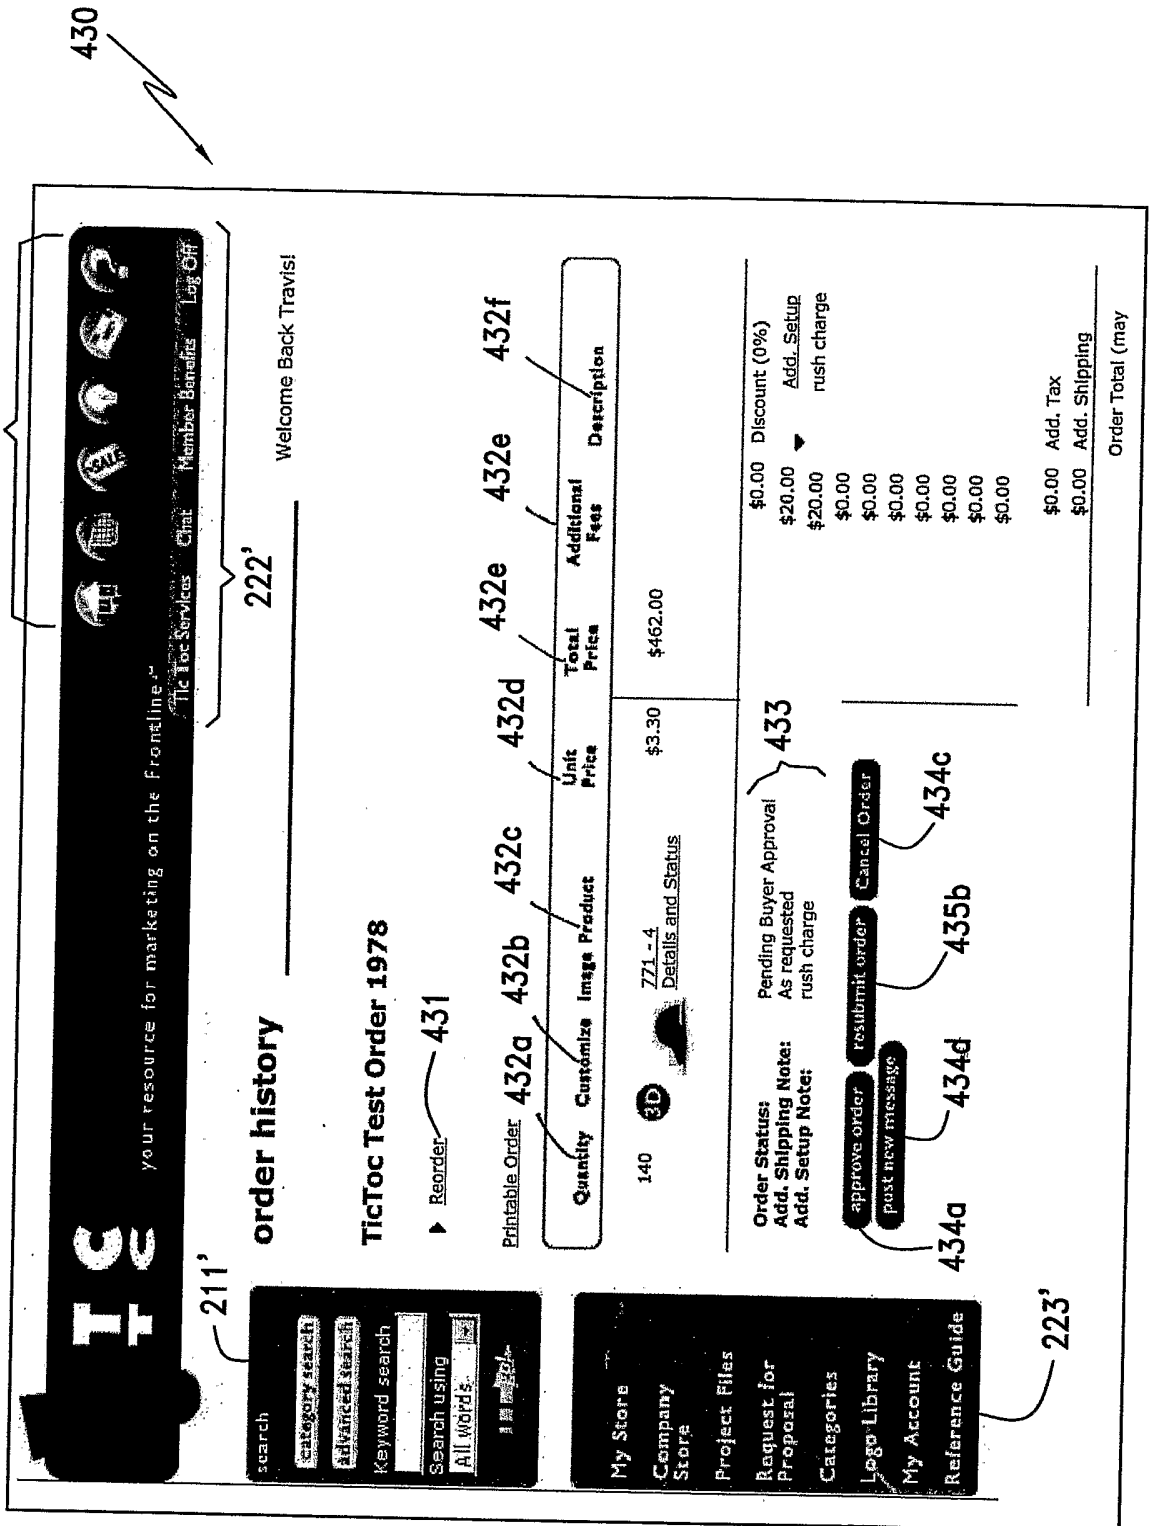 430
T C
T C
your resource for marketing on the frontline
SALE
?
Tic Toc Services Chat Member Benefits Log Off
222'
211'
search
category search
advanced search
Keyword search
Search using
All words
go!
My Store
Company Store
Project Files
Request for Proposal
Categories
Logo Library
My Account
Reference Guide
223'
order history
Welcome Back Travis!
TicToc Test Order 1978
Reorder
431
Printable Order
432a 432b 432c 432d 432e 432e 432f
Quantity Customize Image Product Unit Price Total Price Additional Fees Description
140 3D 771 - 4 $3.30 $462.00
Details and Status
Order Status: Pending Buyer Approval
Add. Shipping Note: As requested
Add. Setup Note: rush charge
433
$0.00 Discount (0%)
$20.00 Add. Setup
$20.00 rush charge
$0.00
$0.00
$0.00
$0.00
$0.00
$0.00
$0.00
approve order resubmit order Cancel Order
post new message
434a 434d 435b 434c
$0.00 Add. Tax
$0.00 Add. Shipping
Order Total (may